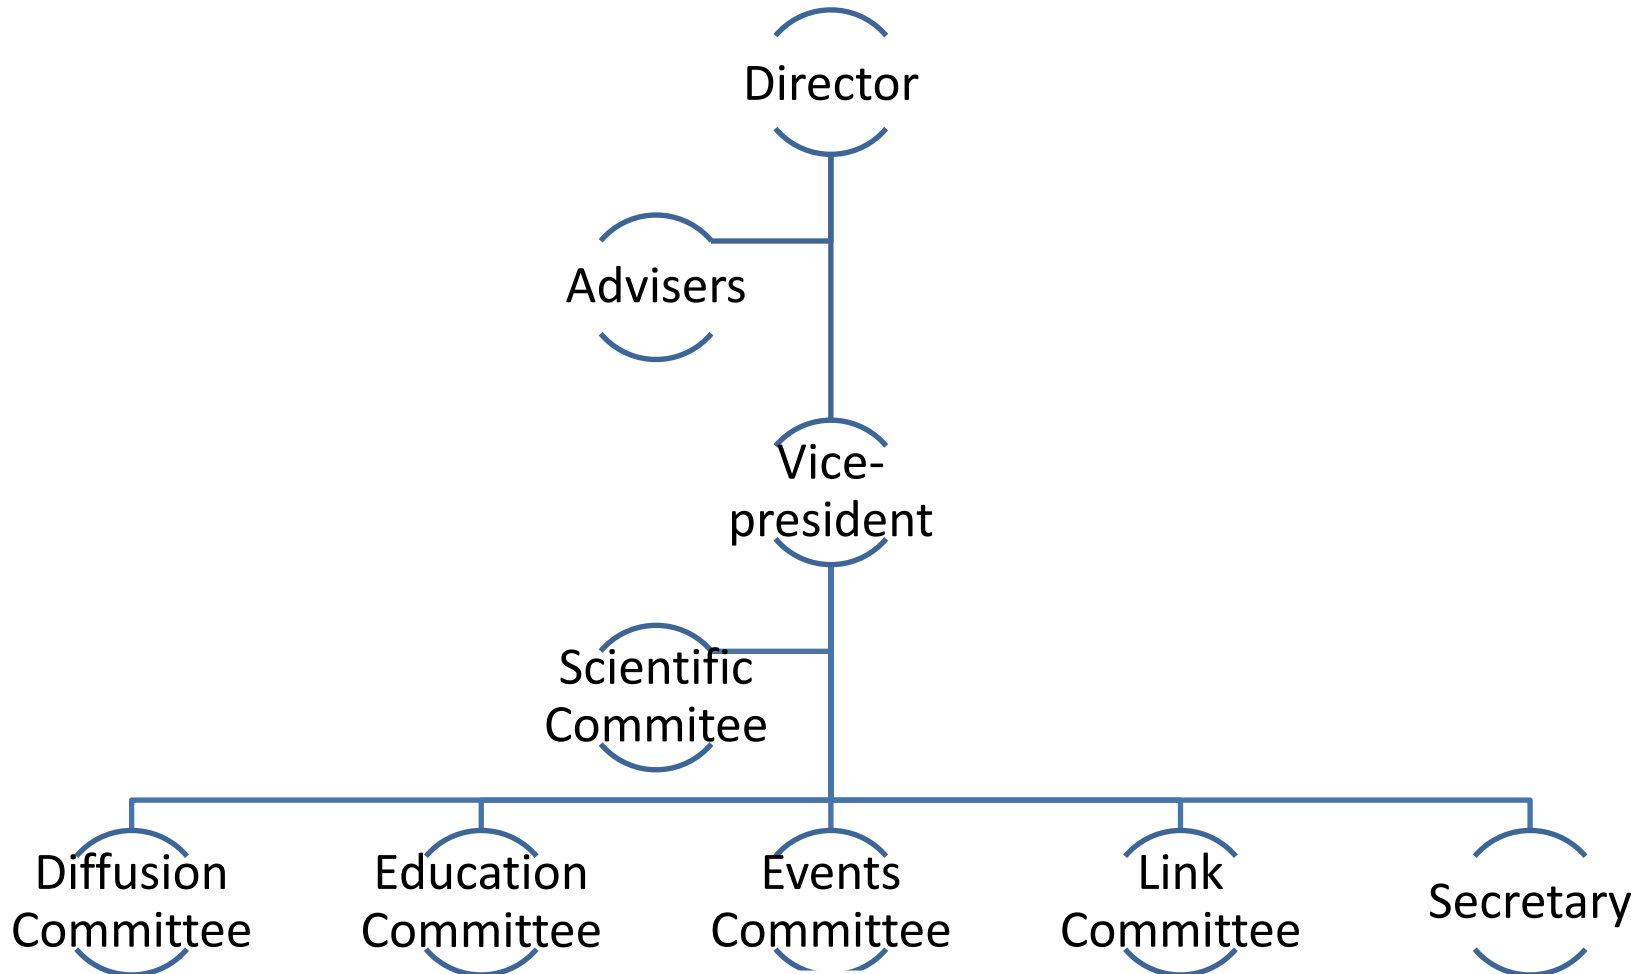 Director
Advisers
Vice-
president
Scientific
Commitee
Diffusion
Committee
Education
Committee
Events
Committee
Link
Committee
Secretary